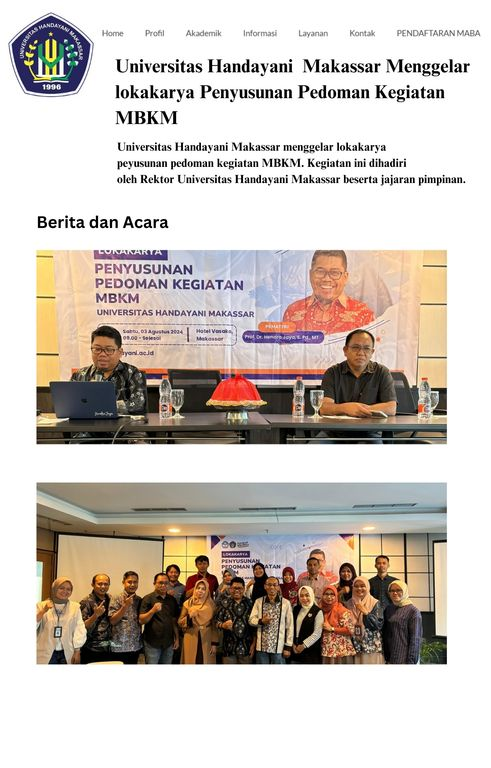 UNIVERSITAS HANDAYANI MAKASSAR
1996
Home Profil Akademik Informasi Layanan Kontak PENDAFTARAN MABA
Universitas Handayani Makassar Menggelar
lokakarya Penyusunan Pedoman Kegiatan
MBKM
Universitas Handayani Makassar menggelar lokakarya
peyusunan pedoman kegiatan MBKM. Kegiatan ini dihadiri
oleh Rektor Universitas Handayani Makassar beserta jajaran pimpinan.
Berita dan Acara
LOKAKARYA
PENYUSUNAN
PEDOMAN KEGIATAN
MBKM
UNIVERSITAS HANDAYANI MAKASSAR
Sabtu, 03 Agustus 2024
09.00 - Selesai
Hotel Vasaka,
Makassar
PEMATERI
Prof. Dr. Hendra Jaya, S. Pd., MT
yani.ac.id
LOKAKARYA
PENYUSUNAN
PEDOMAN KEGIATAN